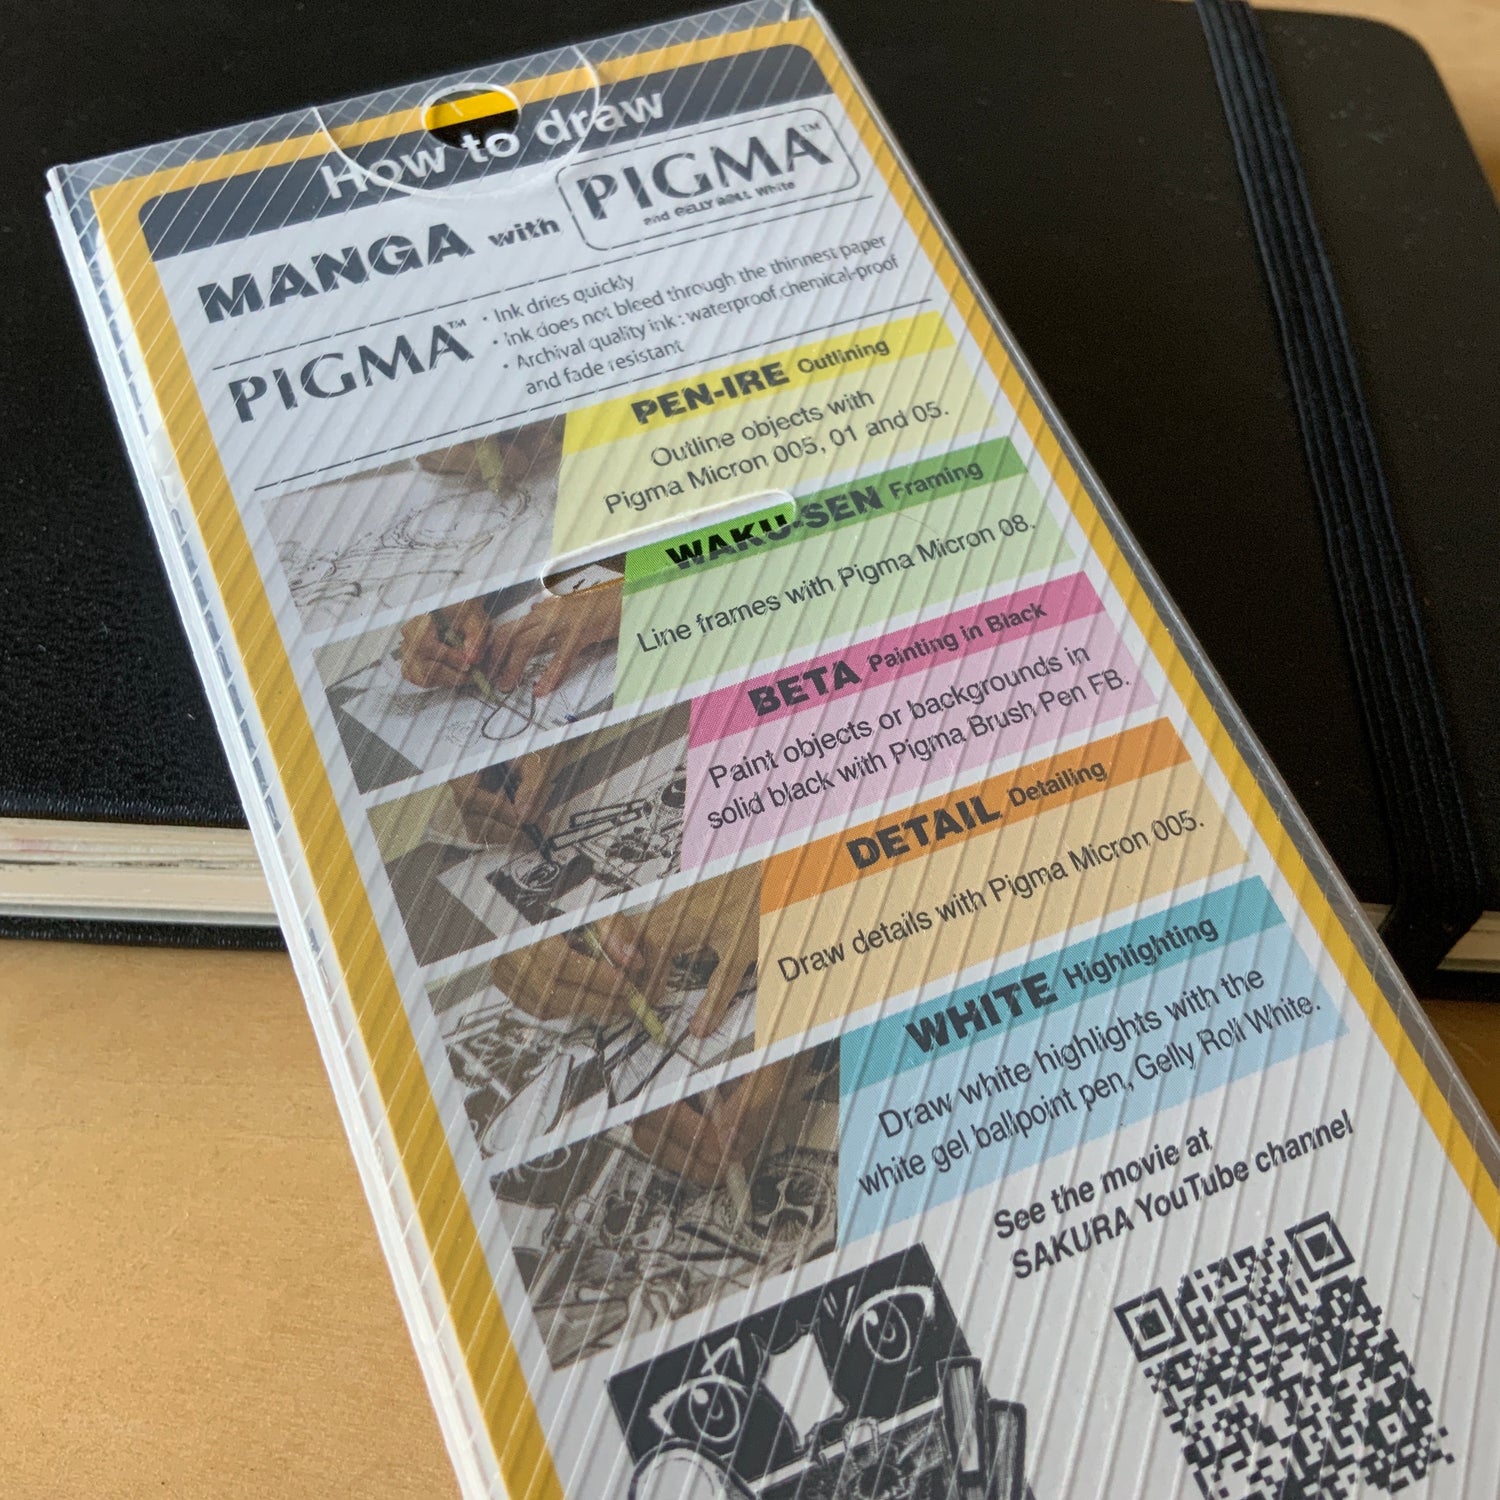 How to draw
MANGA with PIGMA™
and GELLY ROLL White
PIGMA™
· Ink dries quickly
· Ink does not bleed through the thinnest paper
· Archival quality ink : waterproof,chemical-proof
and fade resistant
PEN-IRE Outlining
Outline objects with
Pigma Micron 005, 01 and 05.
WAKU-SEN Framing
Line frames with Pigma Micron 08.
BETA Painting in Black
Paint objects or backgrounds in
solid black with Pigma Brush Pen FB.
DETAIL Detailing
Draw details with Pigma Micron 005.
WHITE Highlighting
Draw white highlights with the
white gel ballpoint pen, Gelly Roll White.
See the movie at
SAKURA YouTube channel